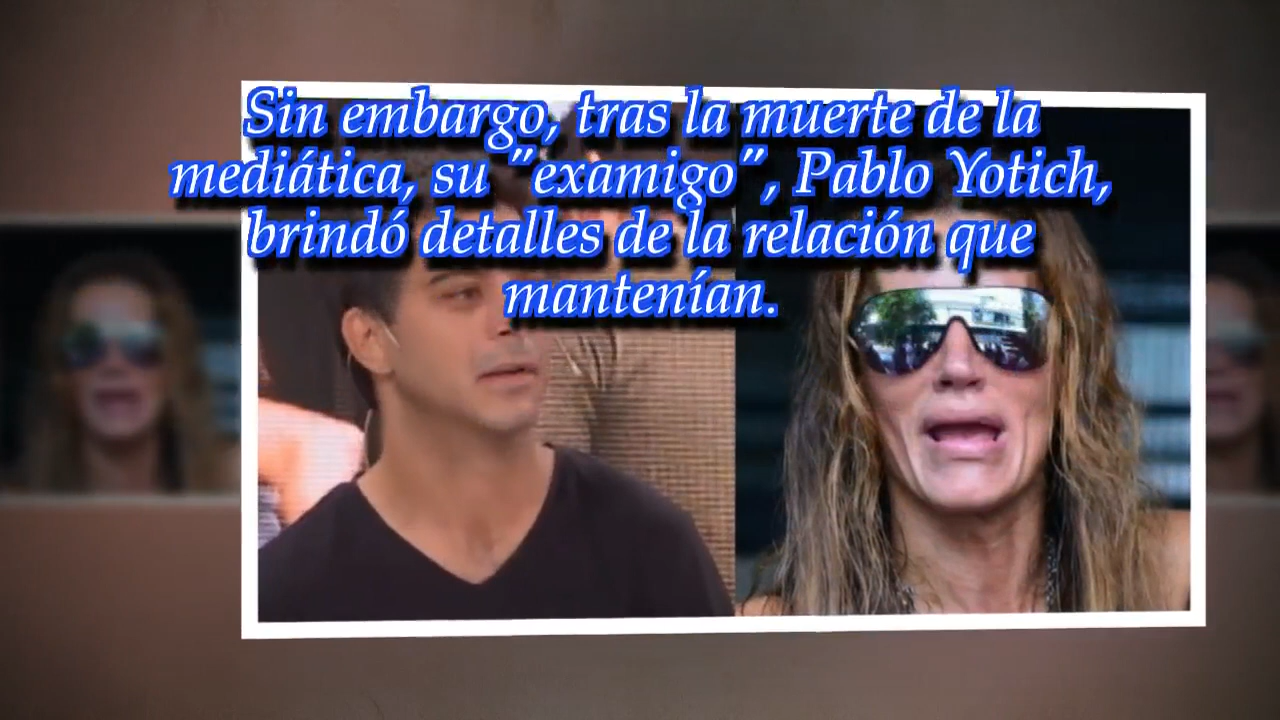 Sin embargo, tras la muerte de la
mediática, su "examigo", Pablo Yotich,
brindó detalles de la relación que
mantenían.